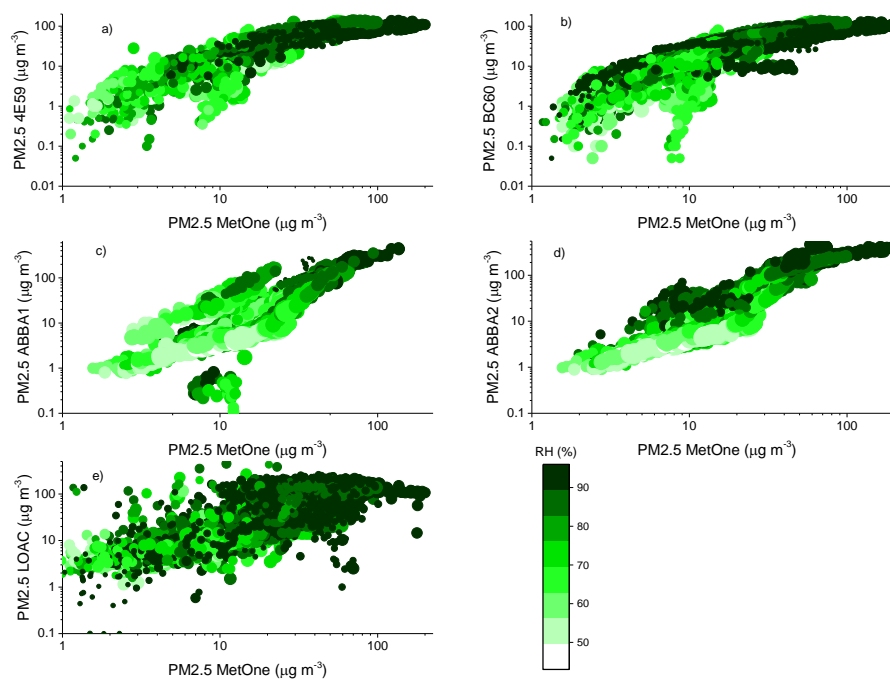 a)
PM2.5 4E59 (μg m⁻³)
100
10
1
0.1
0.01
1 10 100
PM2.5 MetOne (μg m⁻³)
b)
PM2.5 BC60 (μg m⁻³)
100
10
1
0.1
0.01
1 10 100
PM2.5 MetOne (μg m⁻³)
c)
PM2.5 ABBA1 (μg m⁻³)
100
10
1
0.1
1 10 100
PM2.5 MetOne (μg m⁻³)
d)
PM2.5 ABBA2 (μg m⁻³)
100
10
1
0.1
1 10 100
PM2.5 MetOne (μg m⁻³)
e)
PM2.5 LOAC (μg m⁻³)
100
10
1
0.1
1 10 100
PM2.5 MetOne (μg m⁻³)
RH (%)
90
80
70
60
50